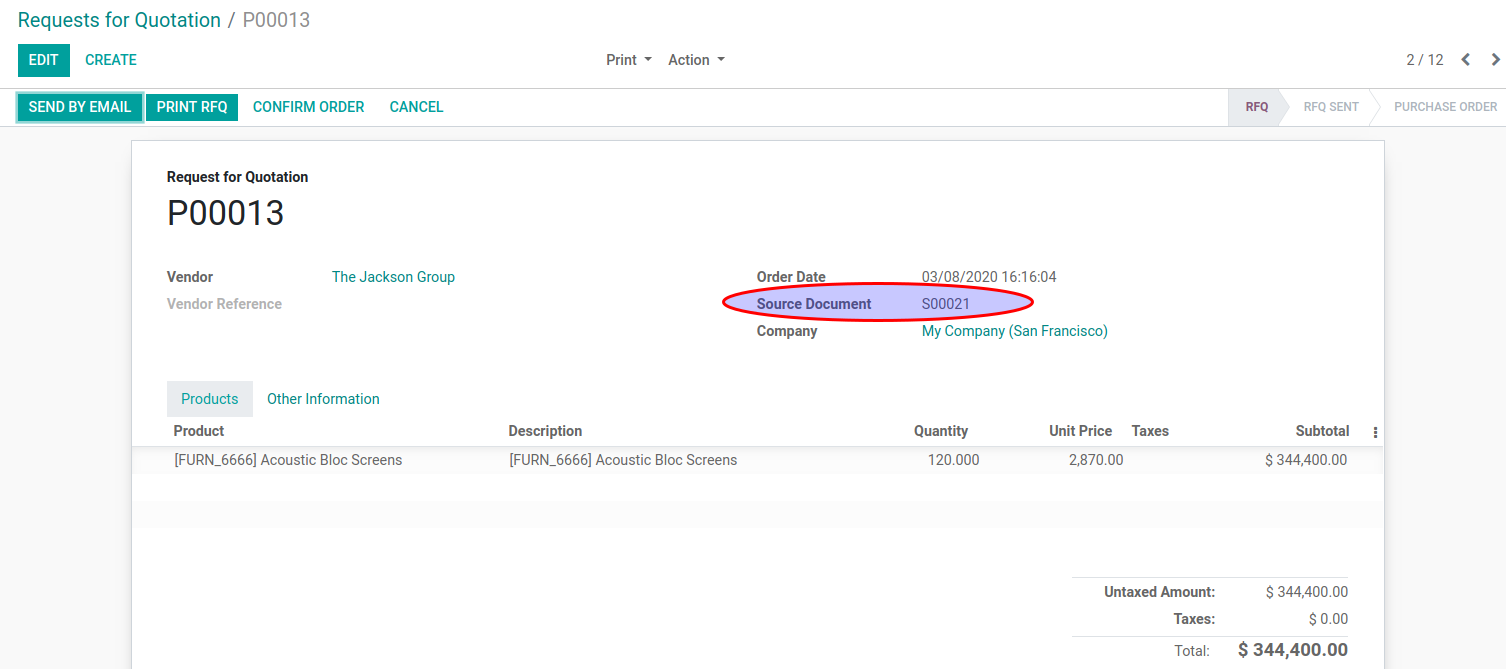 Requests for Quotation / P00013
EDIT CREATE Print Action 2 / 12
SEND BY EMAIL PRINT RFQ CONFIRM ORDER CANCEL RFQ RFQ SENT PURCHASE ORDER
Request for Quotation
P00013
Vendor The Jackson Group Order Date 03/08/2020 16:16:04
Vendor Reference Source Document S00021
Company My Company (San Francisco)
Products Other Information
Product Description Quantity Unit Price Taxes Subtotal
[FURN_6666] Acoustic Bloc Screens [FURN_6666] Acoustic Bloc Screens 120.000 2,870.00 $ 344,400.00
Untaxed Amount: $ 344,400.00
Taxes: $ 0.00
Total: $ 344,400.00